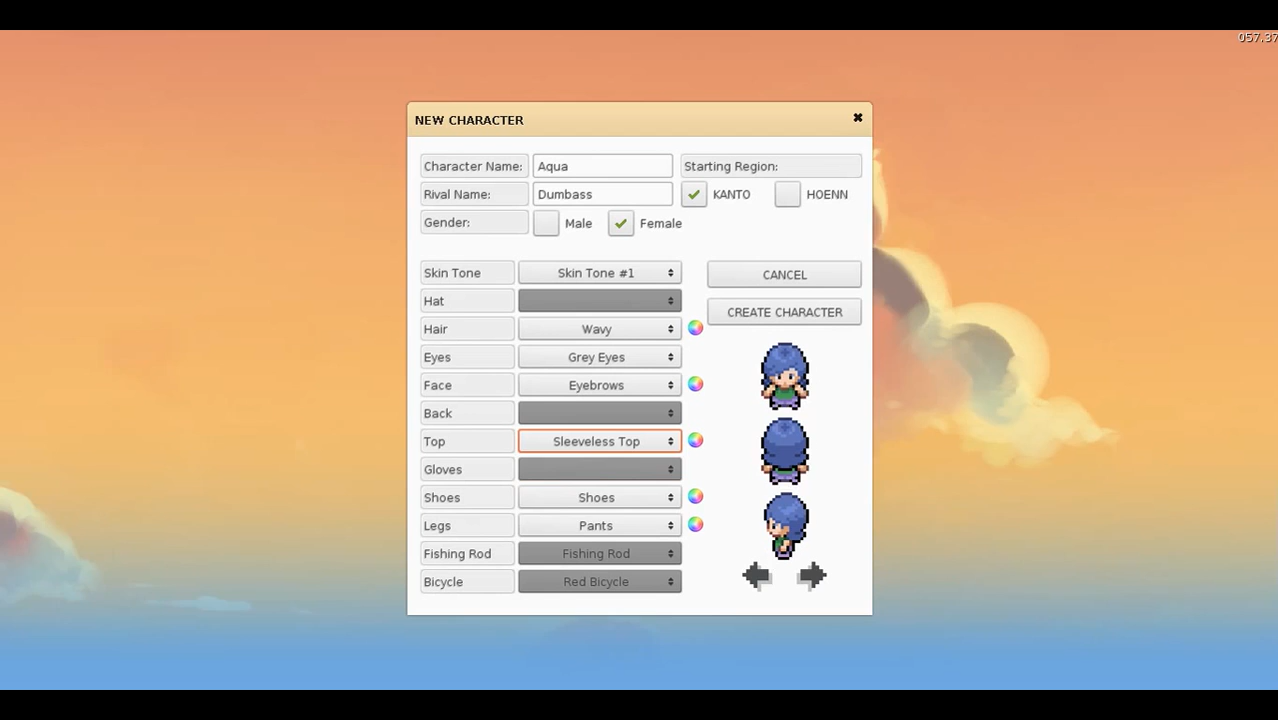 057.37
NEW CHARACTER
Character Name: Aqua Starting Region:
Rival Name: Dumbass KANTO HOENN
Gender: Male Female
Skin Tone Skin Tone #1 CANCEL
Hat
CREATE CHARACTER
Hair Wavy
Eyes Grey Eyes
Face Eyebrows
Back
Top Sleeveless Top
Gloves
Shoes Shoes
Legs Pants
Fishing Rod Fishing Rod
Bicycle Red Bicycle